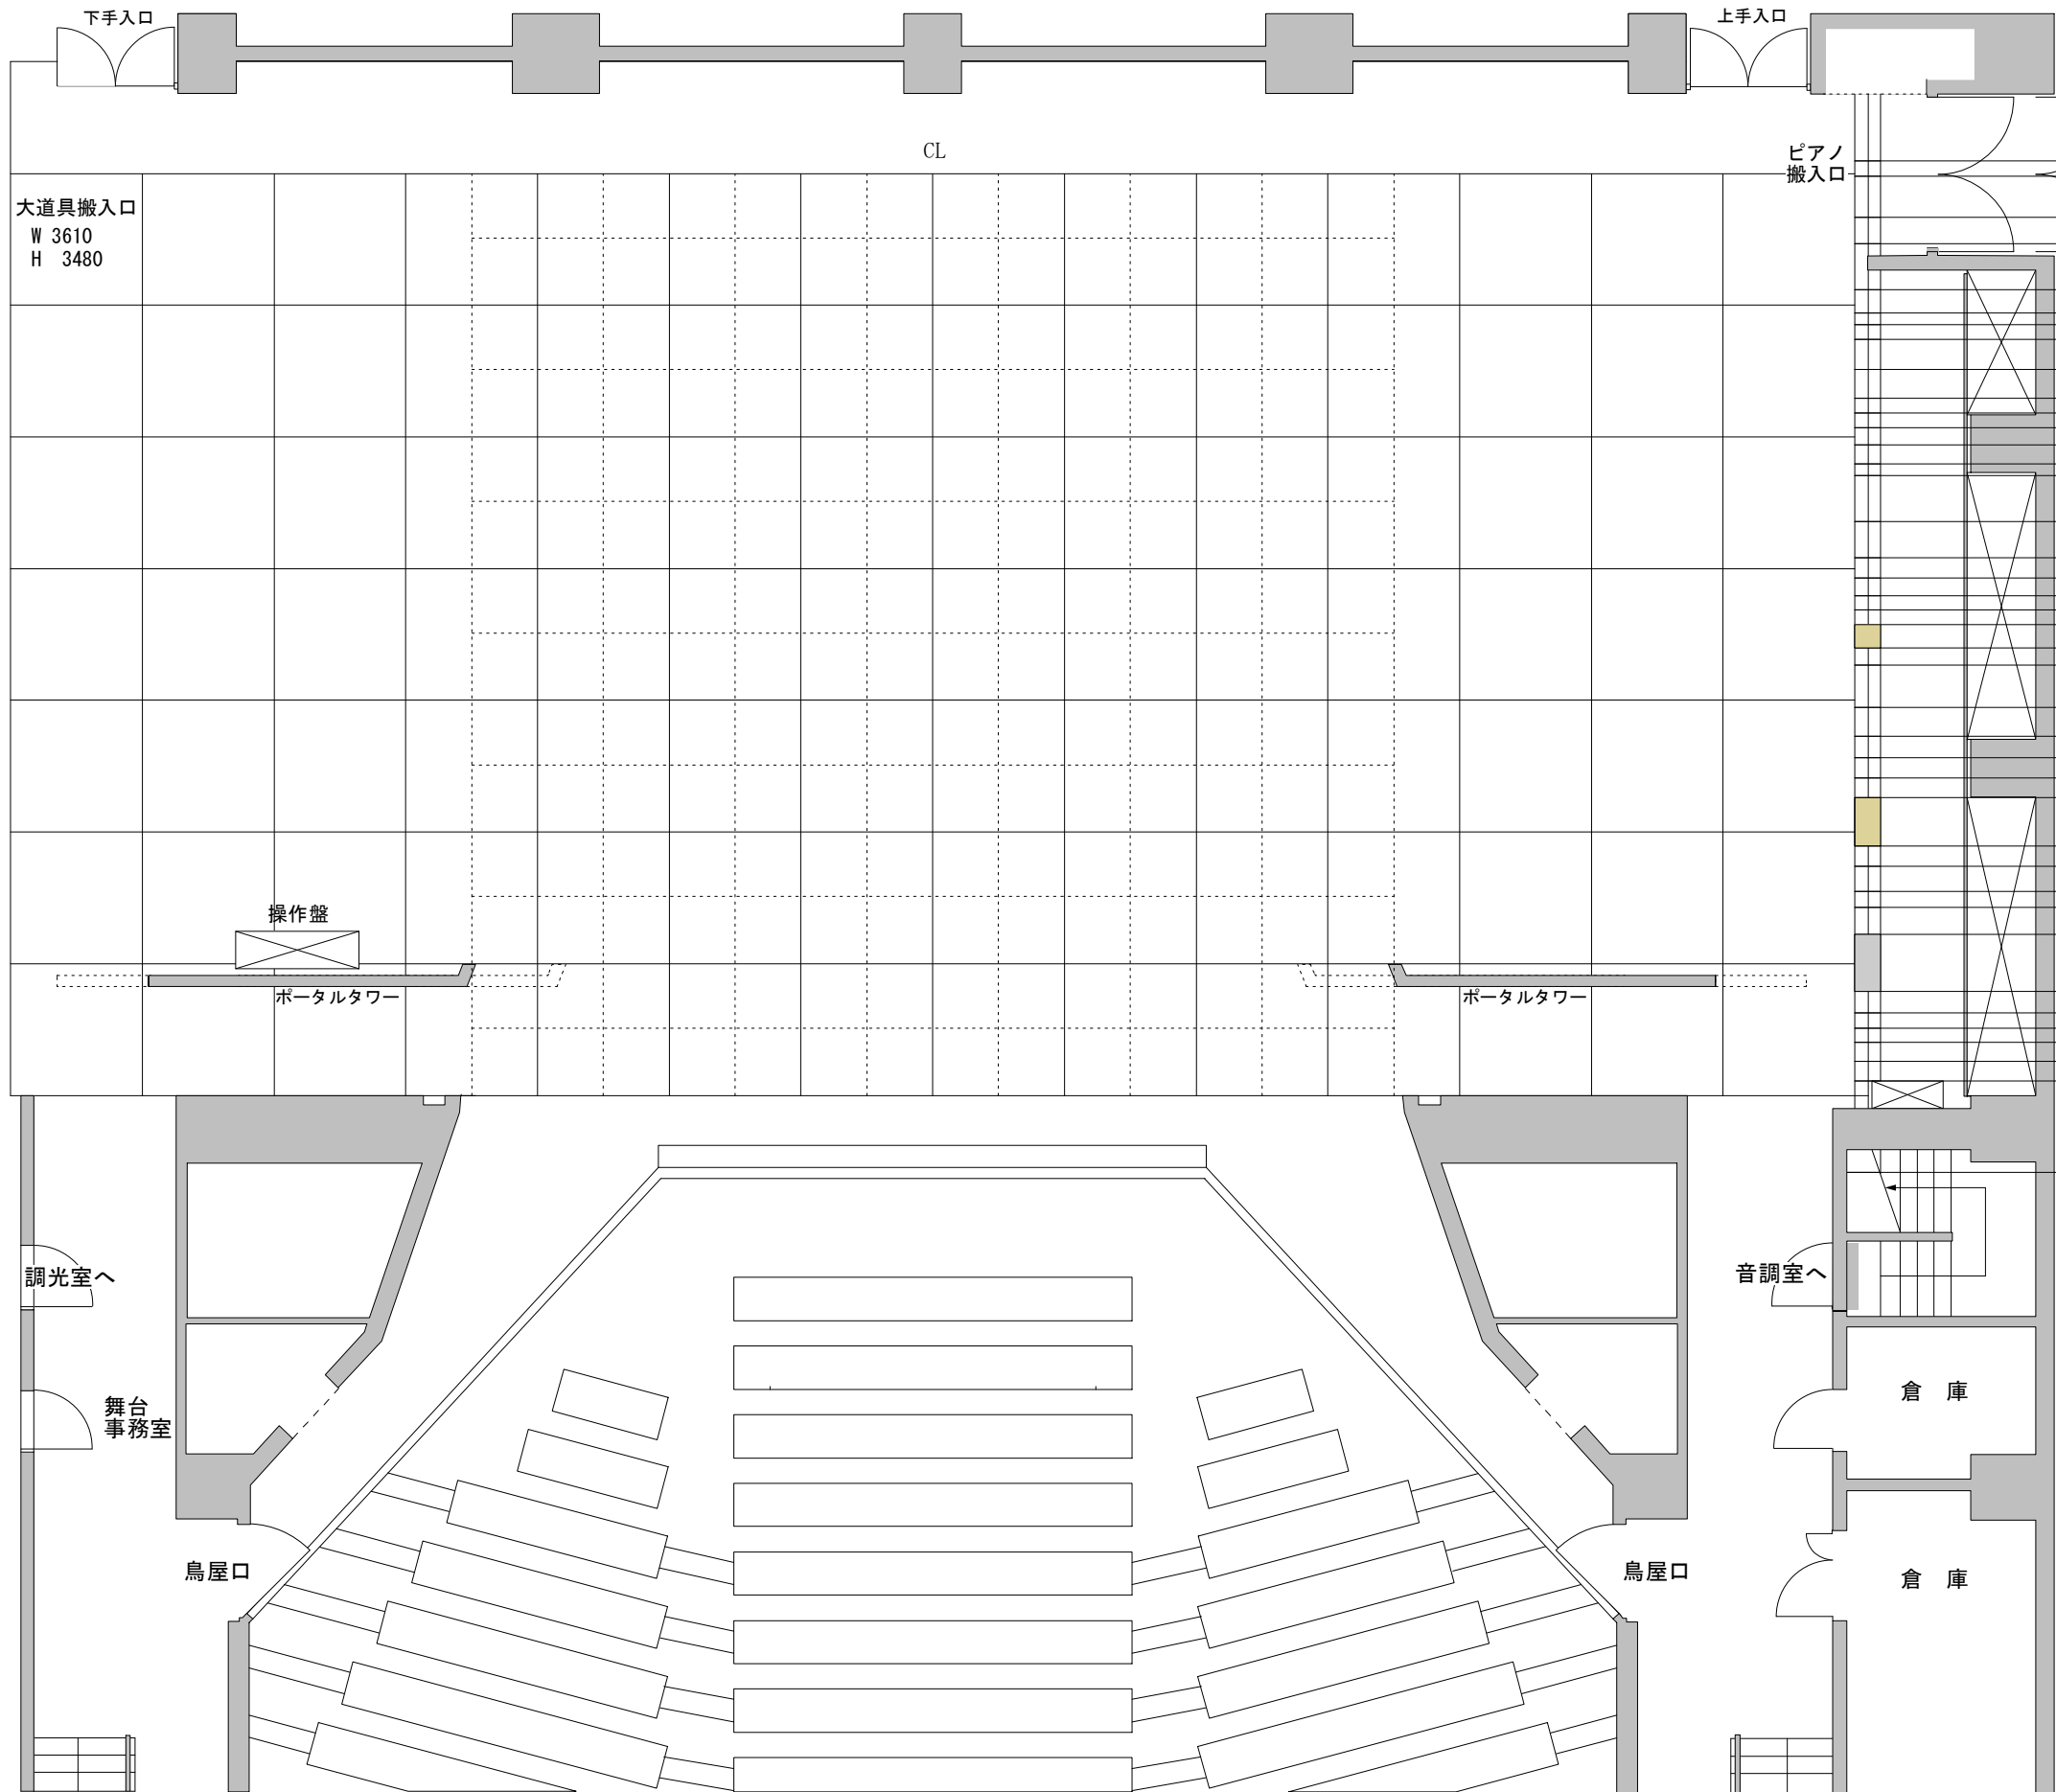 下手入口
上手入口
CL
ピアノ
搬入口
大道具搬入口
W 3610
H 3480
操作盤
ポータルタワー
ポータルタワー
調光室へ
音調室へ
舞台
事務室
倉 庫
鳥屋口
鳥屋口
倉 庫